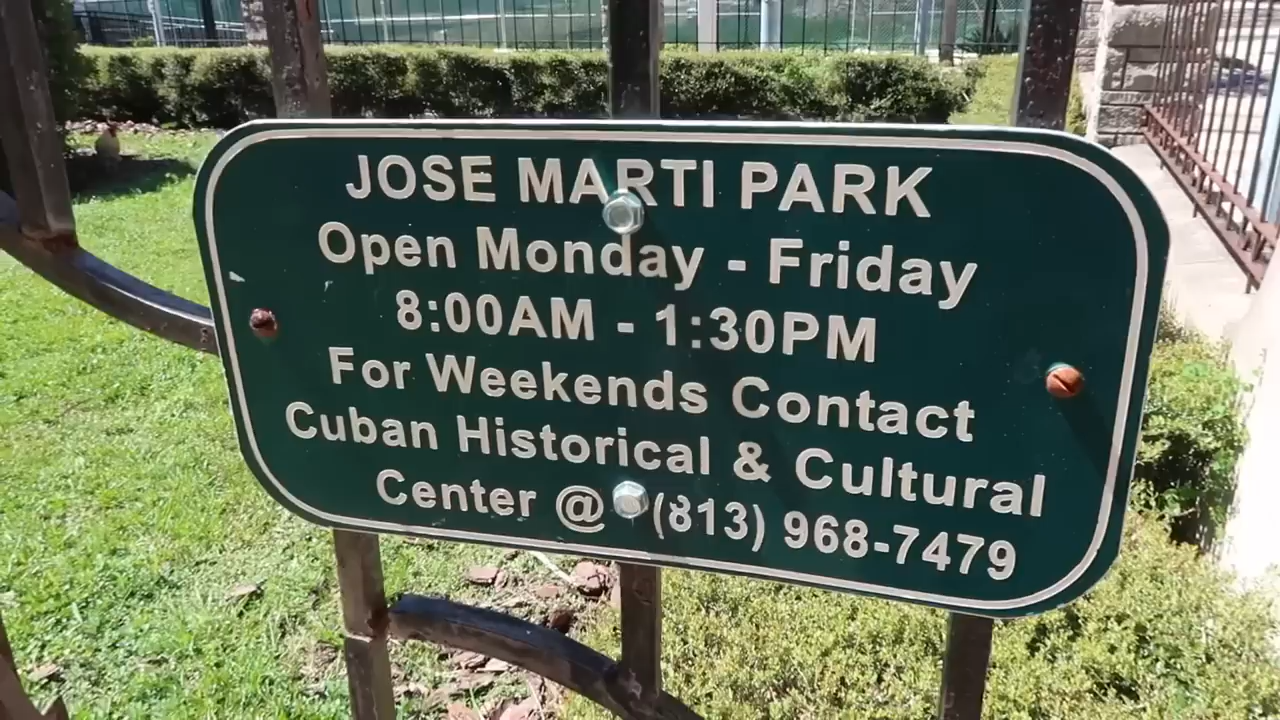 JOSE MARTI PARK
Open Monday - Friday
8:00AM - 1:30PM
For Weekends Contact
Cuban Historical & Cultural
Center @ (813) 968-7479